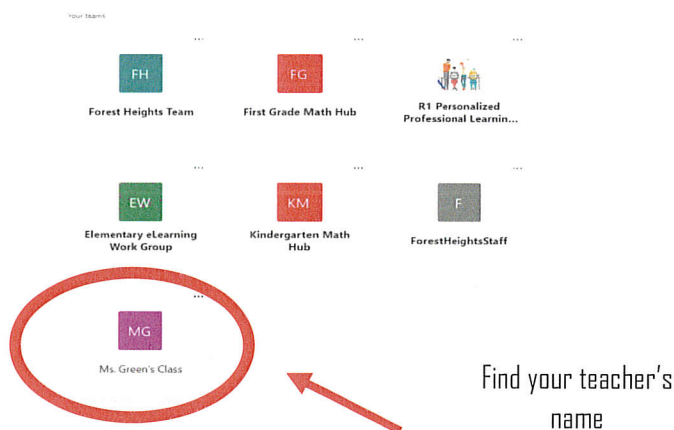 Your teams
... ... ...
FH FG
Forest Heights Team First Grade Math Hub R1 Personalized
Professional Learnin...
... ... ...
EW KM F
Elementary eLearning Kindergarten Math ForestHeightsStaff
Work Group Hub
...
MG
Ms. Green's Class
Find your teacher's
name